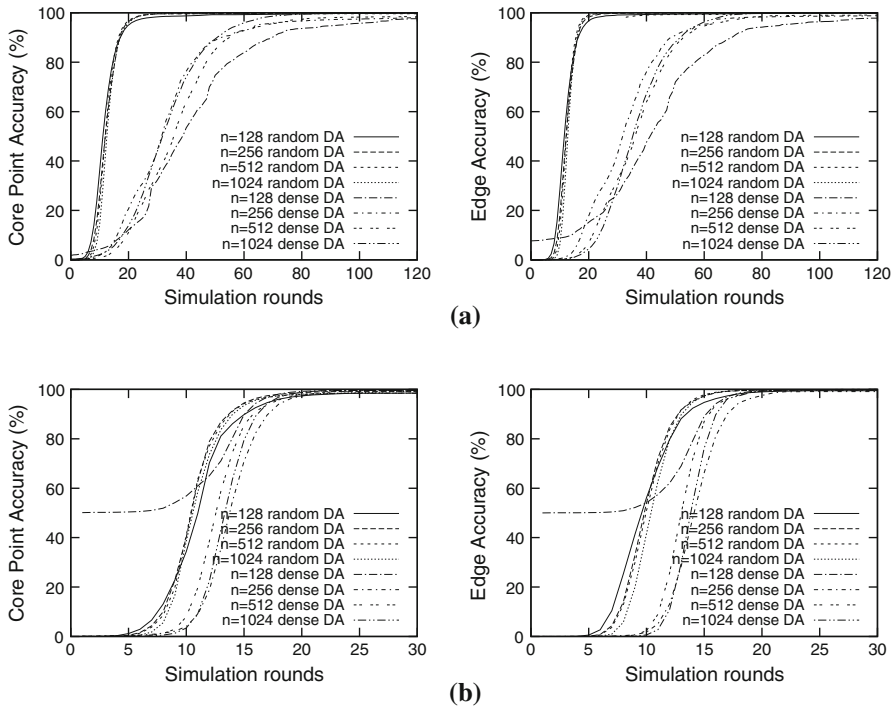 100
80
60
40
20
0
Core Point Accuracy (%)
n=128 random DA
n=256 random DA
n=512 random DA
n=1024 random DA
n=128 dense DA
n=256 dense DA
n=512 dense DA
n=1024 dense DA
0 20 40 60 80 100 120
Simulation rounds
100
80
60
40
20
0
Edge Accuracy (%)
n=128 random DA
n=256 random DA
n=512 random DA
n=1024 random DA
n=128 dense DA
n=256 dense DA
n=512 dense DA
n=1024 dense DA
0 20 40 60 80 100 120
Simulation rounds
(a)
100
80
60
40
20
0
Core Point Accuracy (%)
n=128 random DA
n=256 random DA
n=512 random DA
n=1024 random DA
n=128 dense DA
n=256 dense DA
n=512 dense DA
n=1024 dense DA
0 5 10 15 20 25 30
Simulation rounds
100
80
60
40
20
0
Edge Accuracy (%)
n=128 random DA
n=256 random DA
n=512 random DA
n=1024 random DA
n=128 dense DA
n=256 dense DA
n=512 dense DA
n=1024 dense DA
0 5 10 15 20 25 30
Simulation rounds
(b)